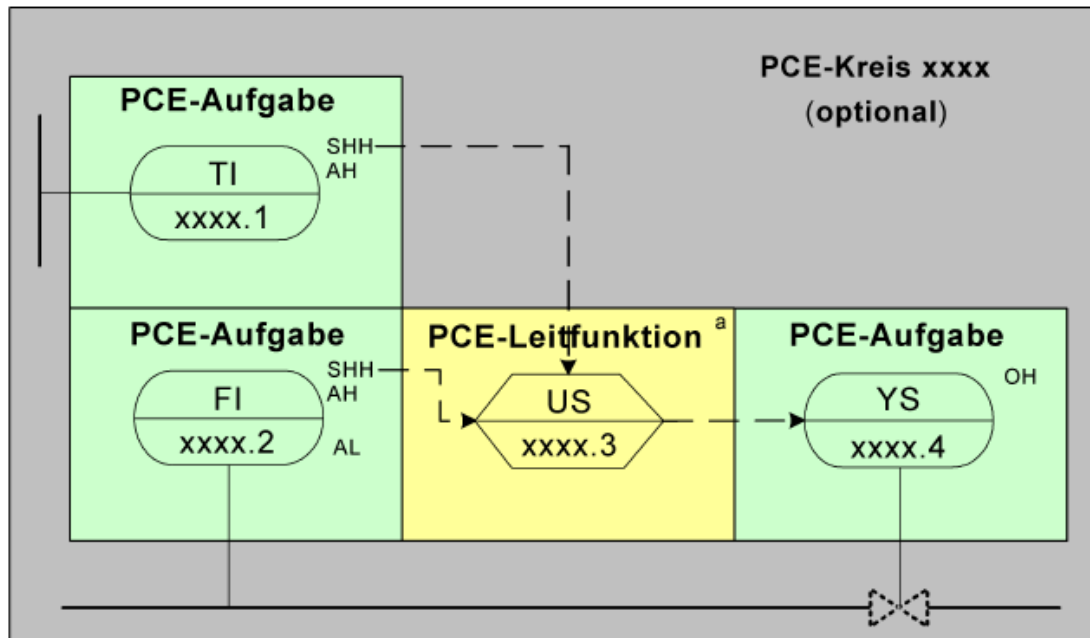 PCE-Kreis xxxx
(optional)
PCE-Aufgabe
SHH
AH
TI
xxxx.1
PCE-Aufgabe
SHH
AH
FI
xxxx.2
AL
PCE-Leitfunktion a
US
xxxx.3
PCE-Aufgabe
OH
YS
xxxx.4